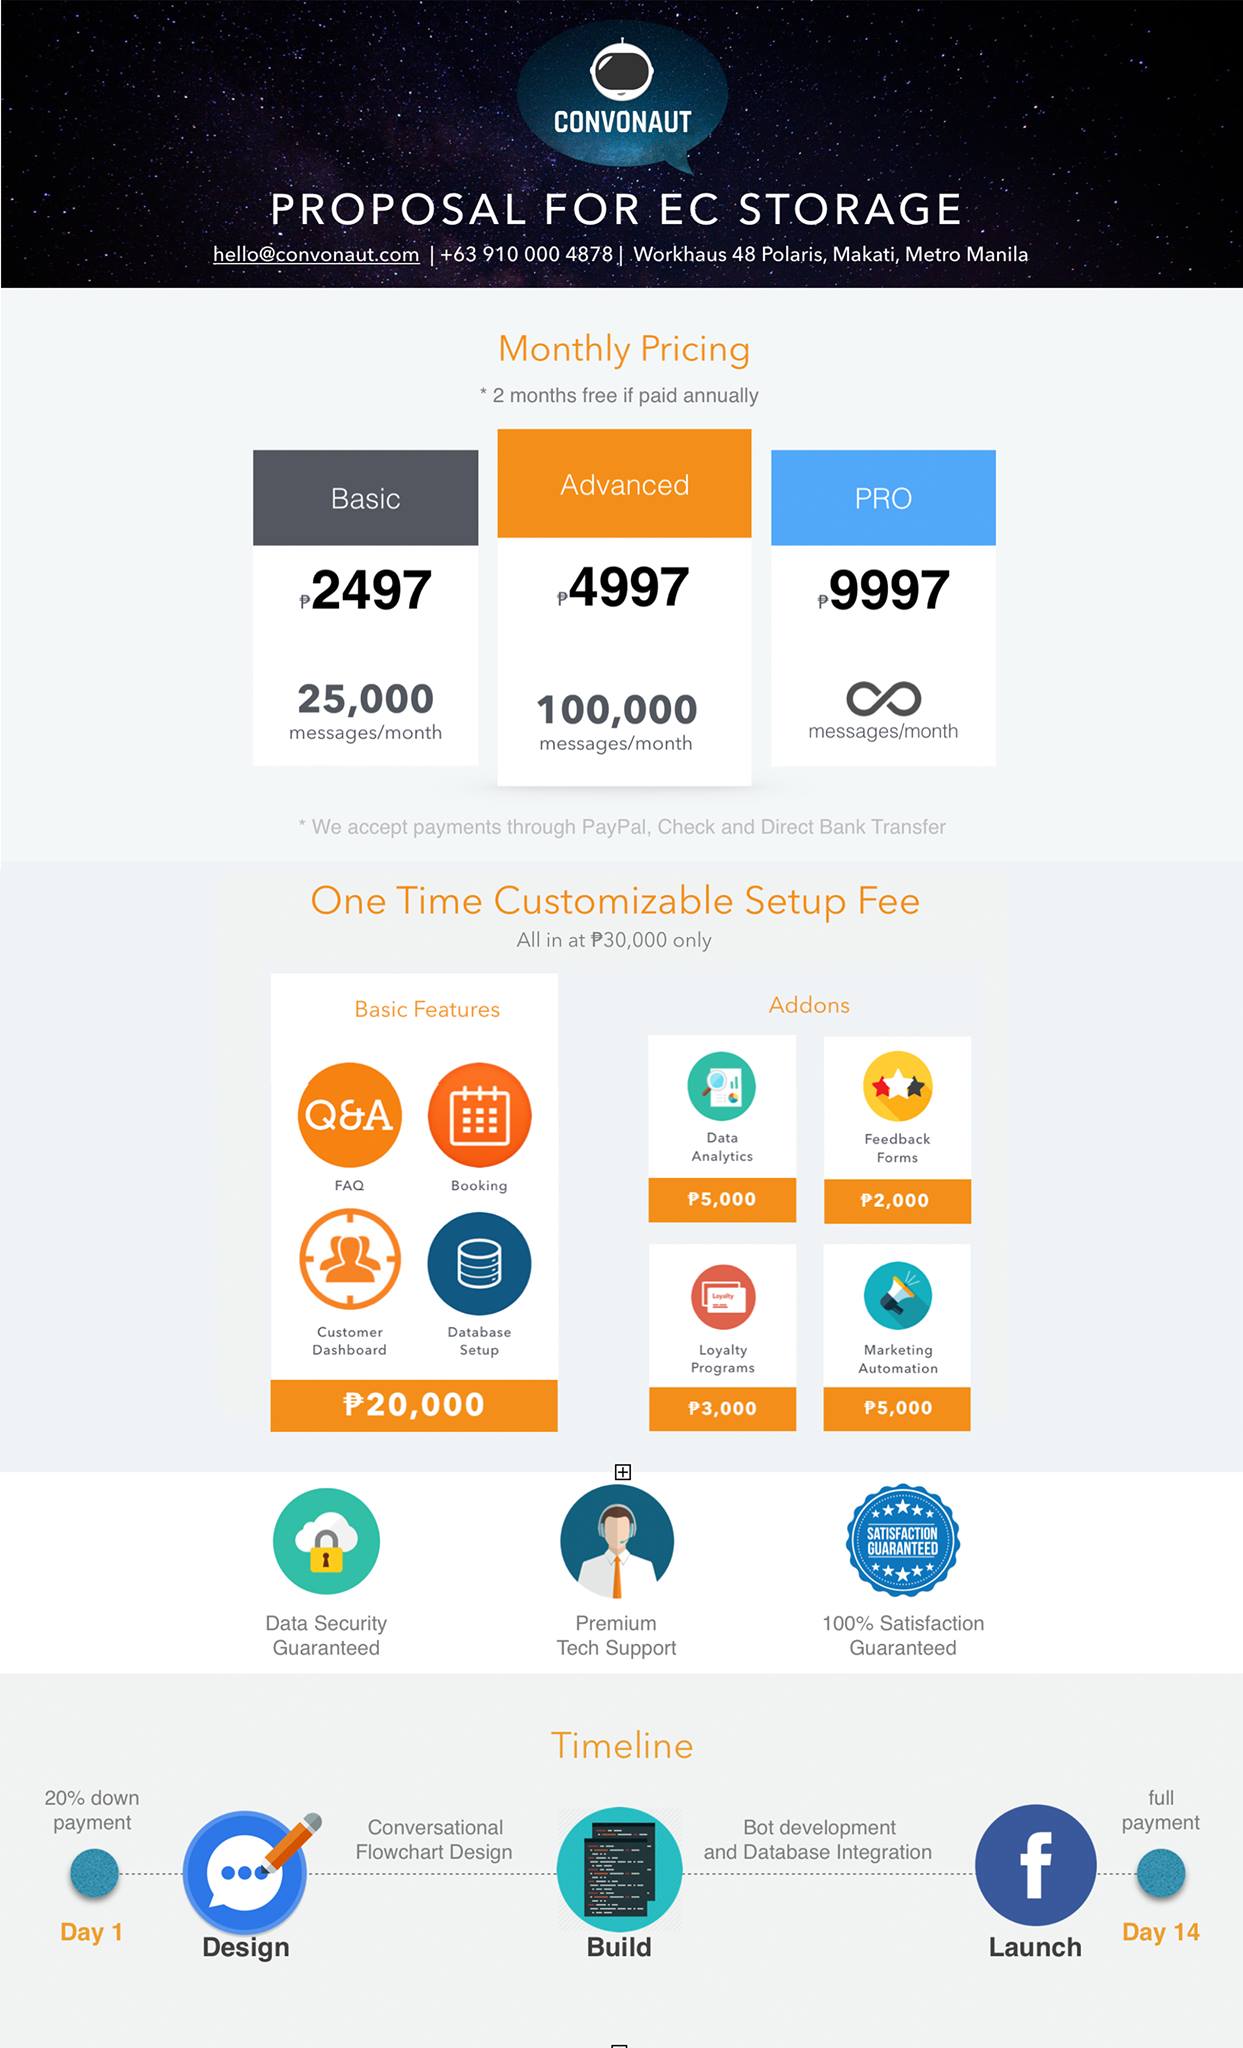 CONVONAUT
PROPOSAL FOR EC STORAGE
hello@convonaut.com | +63 910 000 4878 | Workhaus 48 Polaris, Makati, Metro Manila
Monthly Pricing
* 2 months free if paid annually
Basic
₱2497
25,000
messages/month
Advanced
₱4997
100,000
messages/month
PRO
₱9997
∞
messages/month
* We accept payments through PayPal, Check and Direct Bank Transfer
One Time Customizable Setup Fee
All in at ₱30,000 only
Basic Features
Q&A
FAQ
Booking
Customer
Dashboard
Database
Setup
₱20,000
Addons
Data
Analytics
₱5,000
Feedback
Forms
₱2,000
Loyalty
Loyalty
Programs
₱3,000
Marketing
Automation
₱5,000
Data Security
Guaranteed
Premium
Tech Support
SATISFACTION
GUARANTEED
100% Satisfaction
Guaranteed
Timeline
20% down
payment
Day 1
Design
Conversational
Flowchart Design
Build
Bot development
and Database Integration
f
Launch
full
payment
Day 14